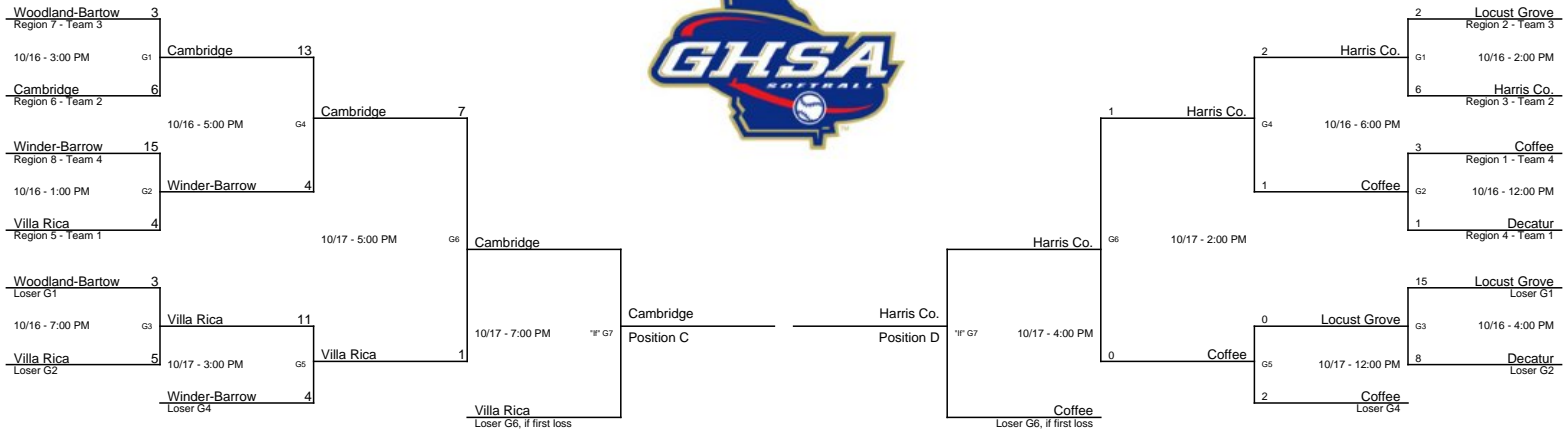 Woodland-Bartow 3
Region 7 - Team 3
10/16 - 3:00 PM G1
Cambridge 13
Cambridge 6
Region 6 - Team 2
10/16 - 5:00 PM G4
Cambridge 7
Winder-Barrow 15
Region 8 - Team 4
10/16 - 1:00 PM G2
Winder-Barrow 4
Villa Rica 4
Region 5 - Team 1
10/17 - 5:00 PM G6
Cambridge
Woodland-Bartow 3
Loser G1
10/16 - 7:00 PM G3
Villa Rica 11
Villa Rica 5
Loser G2
10/17 - 3:00 PM G5
Villa Rica 1
Winder-Barrow 4
Loser G4
10/17 - 7:00 PM "If" G7
Cambridge
Position C
Villa Rica
Loser G6, if first loss
GHSA
SOFTBALL
TM
2 Locust Grove
Region 2 - Team 3
Harris Co.
2
G1 10/16 - 2:00 PM
6 Harris Co.
Region 3 - Team 2
1 Harris Co.
G4 10/16 - 6:00 PM
3 Coffee
Region 1 - Team 4
1 Coffee
G2 10/16 - 12:00 PM
1 Decatur
Region 4 - Team 1
Harris Co.
G6 10/17 - 2:00 PM
15 Locust Grove
Loser G1
0 Locust Grove
G3 10/16 - 4:00 PM
8 Decatur
Loser G2
0 Coffee
G5 10/17 - 12:00 PM
2 Coffee
Loser G4
Harris Co.
Position D
"If" G7 10/17 - 4:00 PM
Coffee
Loser G6, if first loss